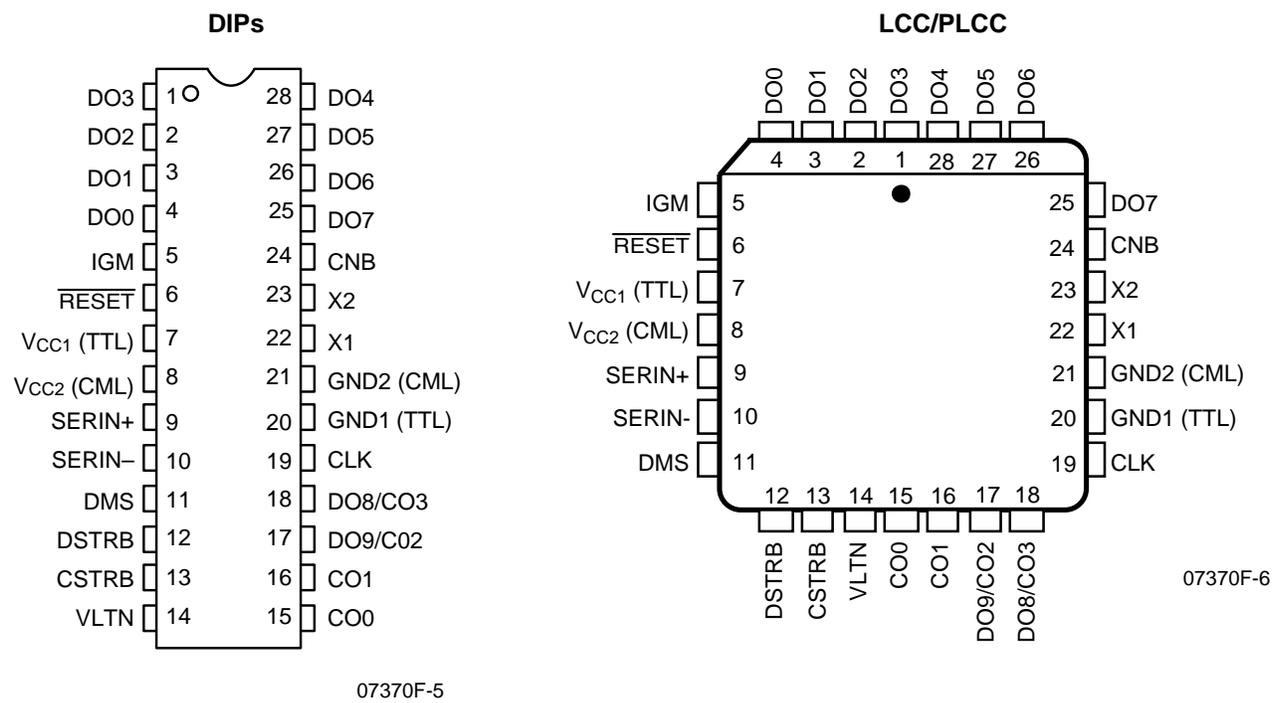 DIPs
DO3 1 28 DO4
DO2 2 27 DO5
DO1 3 26 DO6
DO0 4 25 DO7
IGM 5 24 CNB
RESET 6 23 X2
VCC1 (TTL) 7 22 X1
VCC2 (CML) 8 21 GND2 (CML)
SERIN+ 9 20 GND1 (TTL)
SERIN– 10 19 CLK
DMS 11 18 DO8/CO3
DSTRB 12 17 DO9/C02
CSTRB 13 16 CO1
VLTN 14 15 CO0
07370F-5
LCC/PLCC
DO0 DO1 DO2 DO3 DO4 DO5 DO6
4 3 2 1 28 27 26
IGM 5 25 DO7
RESET 6 24 CNB
VCC1 (TTL) 7 23 X2
VCC2 (CML) 8 22 X1
SERIN+ 9 21 GND2 (CML)
SERIN- 10 20 GND1 (TTL)
DMS 11 19 CLK
12 13 14 15 16 17 18
DSTRB CSTRB VLTN CO0 CO1 DO9/CO2 DO8/CO3
07370F-6